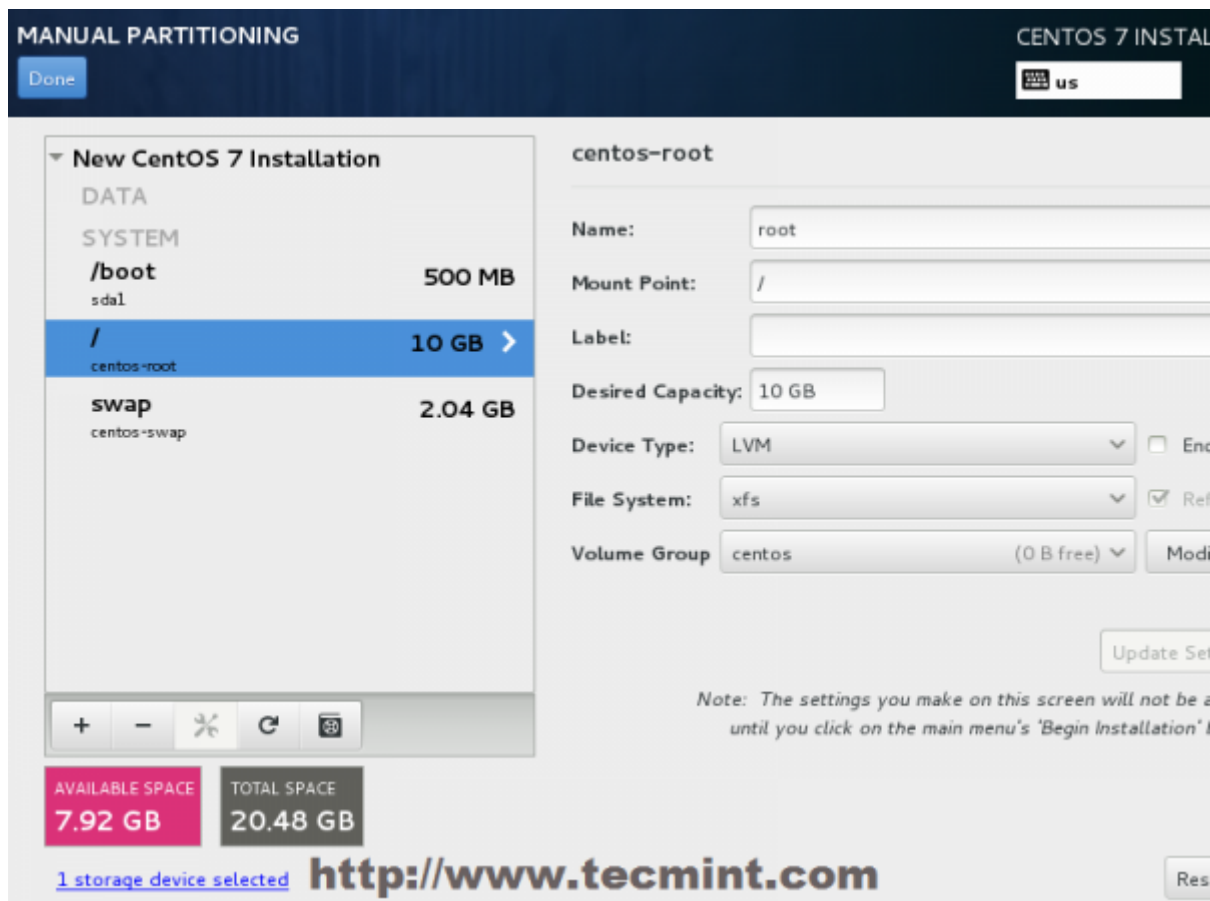 MANUAL PARTITIONING
CENTOS 7 INSTAL
Done
us
New CentOS 7 Installation
DATA
SYSTEM
/boot 500 MB
sda1
/ 10 GB
centos-root
swap 2.04 GB
centos-swap
centos-root
Name: root
Mount Point: /
Label:
Desired Capacity: 10 GB
Device Type: LVM Enc
File System: xfs Ref
Volume Group centos (0 B free) Modi
Update Set
Note: The settings you make on this screen will not be a
until you click on the main menu's 'Begin Installation' b
+ -
AVAILABLE SPACE
7.92 GB
TOTAL SPACE
20.48 GB
1 storage device selected
http://www.tecmint.com
Res